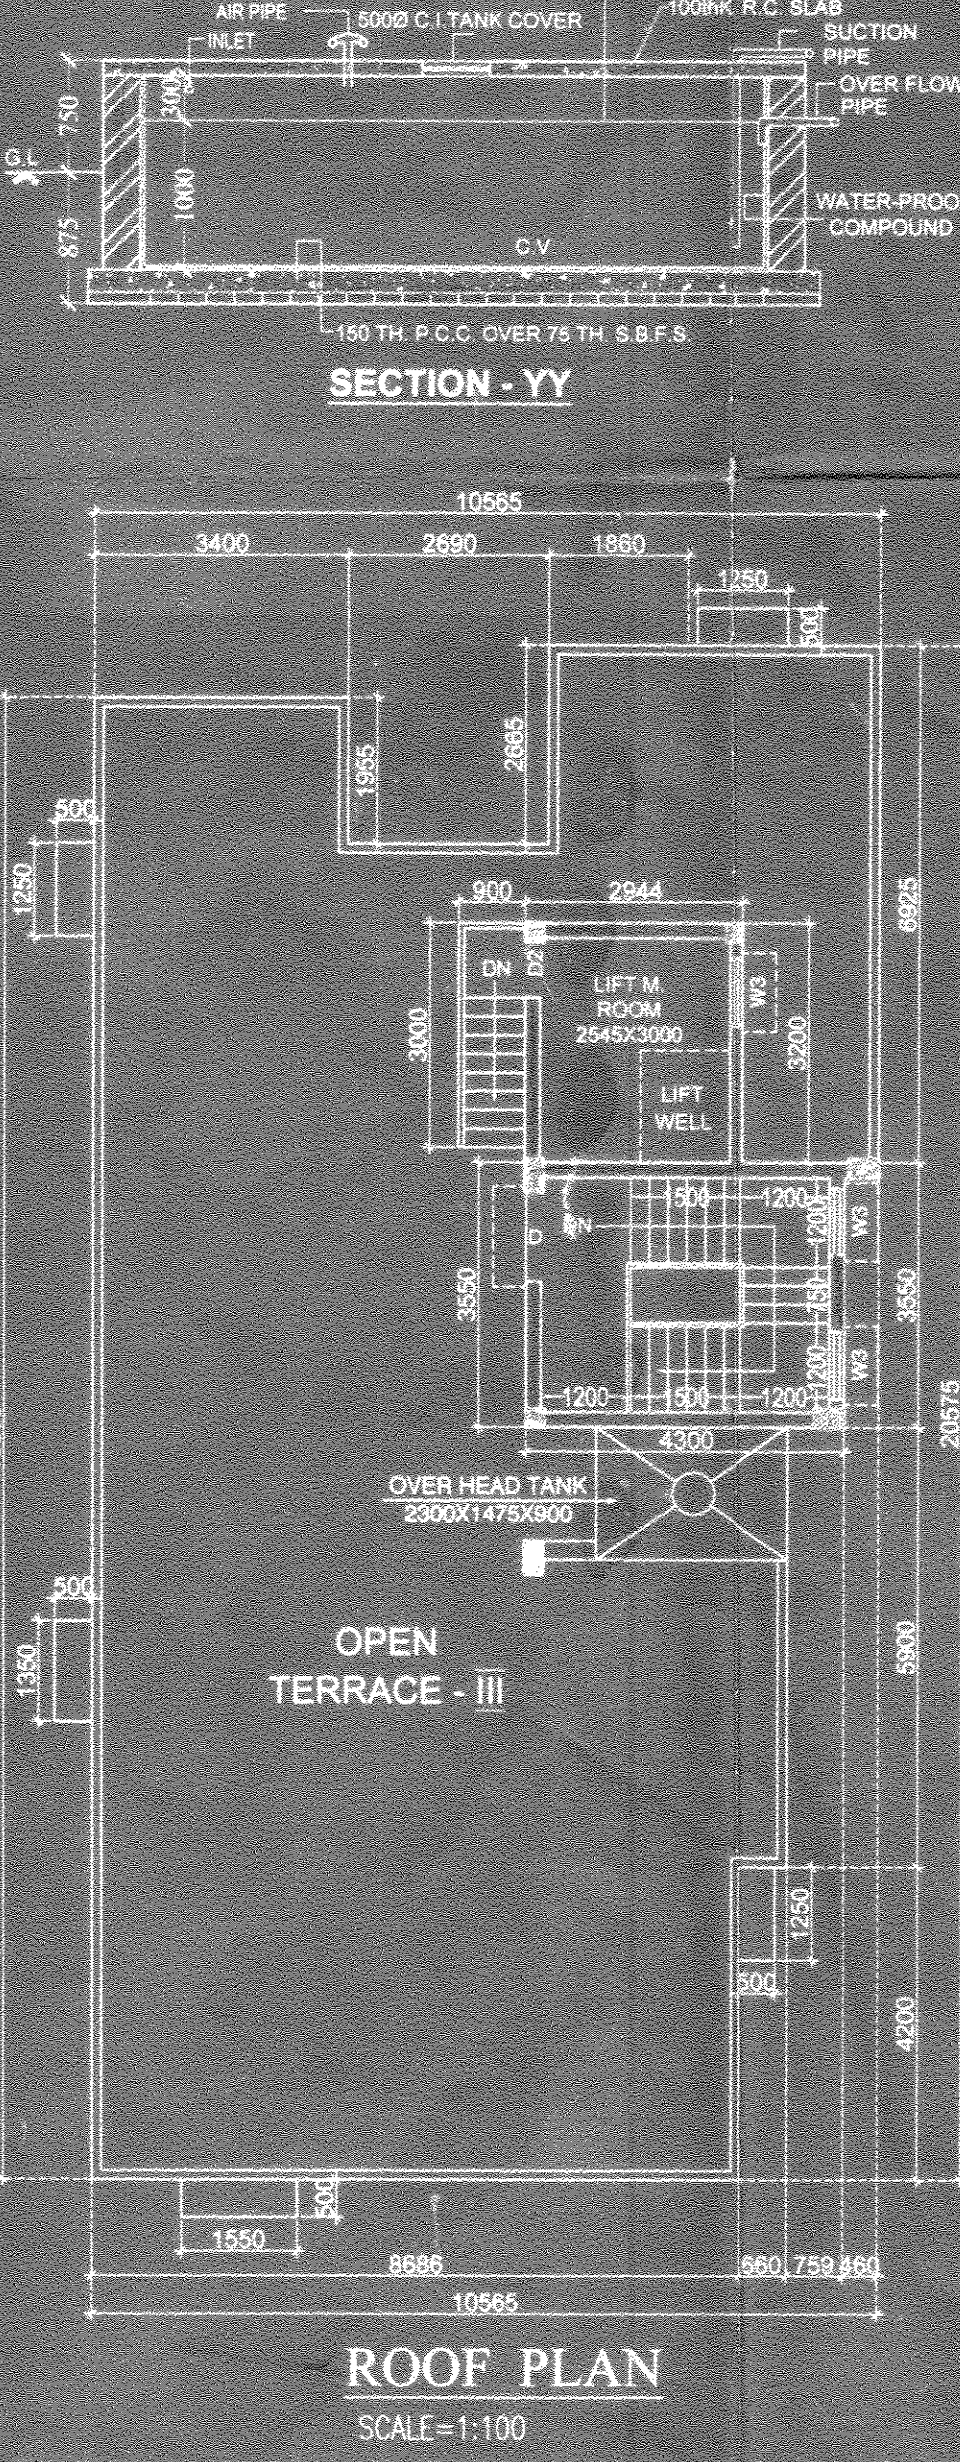 AIR PIPE
500Ø C.I.TANK COVER
100thK R.C. SLAB
INLET
SUCTION
PIPE
OVER FLOW
PIPE
750
300
G.L
1000
875
WATER-PROO
COMPOUND
C.V
150 TH. P.C.C OVER 75 TH. S.B.F.S.
SECTION - YY
10565
3400
2690
1860
1250
500
1955
2665
500
1250
6925
900
2944
DN
D2
LIFT M.
ROOM
2545X3000
W3
3000
3200
LIFT
WELL
1500
1200
1200
DN
D
W3
3550
750
3550
1200
W3
1200
1500
1200
4300
20575
OVER HEAD TANK
2300X1475X900
500
1350
OPEN
TERRACE - III
5900
1250
500
4200
500
1550
8686
560
759
460
10565
ROOF PLAN
SCALE=1:100